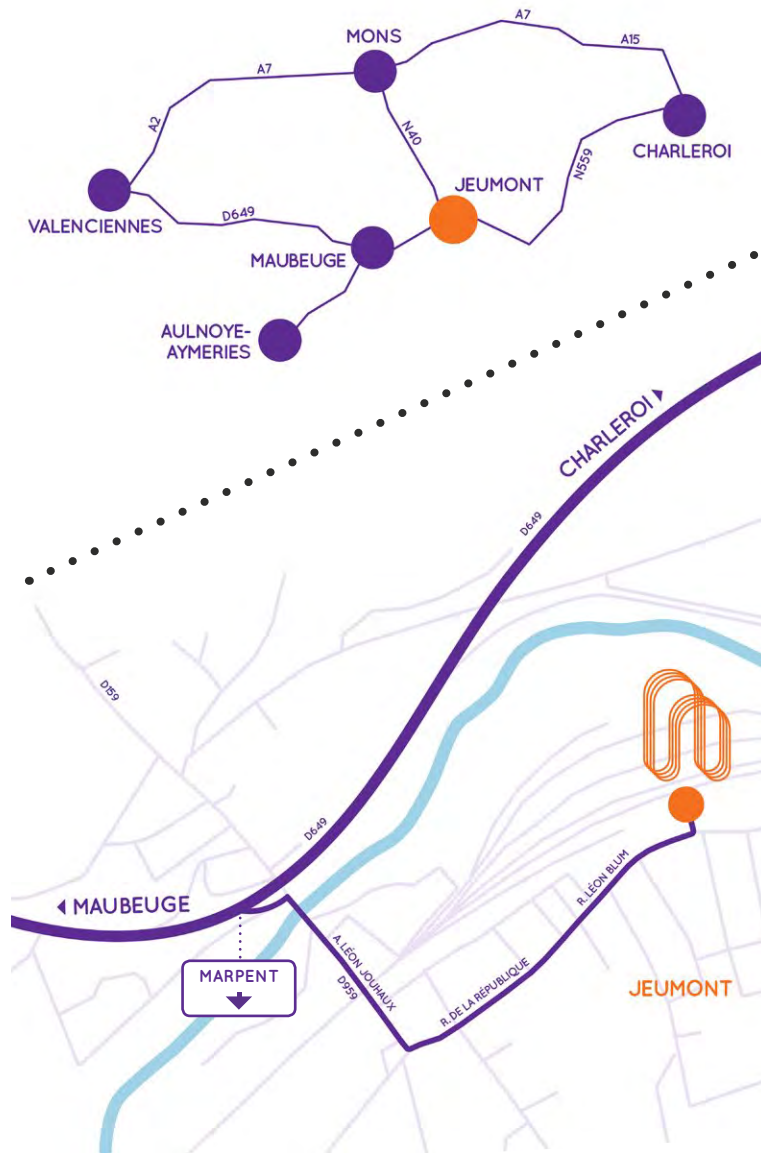 A7
A15
MONS
A7
A2
N40
N559
CHARLEROI
JEUMONT
D649
VALENCIENNES
MAUBEUGE
AULNOYE-
AYMERIES
CHARLEROI
D649
D159
D649
MAUBEUGE
R. LÉON BLUM
A. LÉON JOUHAUX
D959
MARPENT
R. DE LA RÉPUBLIQUE
JEUMONT